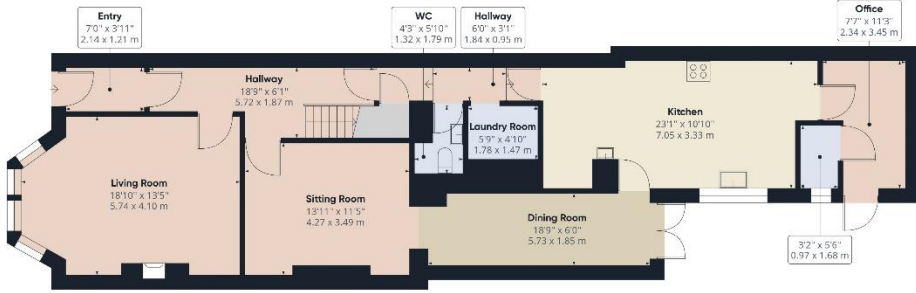 Entry
7'0" x 3'11"
2.14 x 1.21 m
WC
4'3" x 5'10"
1.32 x 1.79 m
Hallway
6'0" x 3'1"
1.84 x 0.95 m
Office
7'7" x 11'3"
2.34 x 3.45 m
Hallway
18'9" x 6'1"
5.72 x 1.87 m
Kitchen
23'1" x 10'10"
7.05 x 3.33 m
Laundry Room
5'9" x 4'10"
1.78 x 1.47 m
Living Room
18'10" x 13'5"
5.74 x 4.10 m
Sitting Room
13'11" x 11'5"
4.27 x 3.49 m
Dining Room
18'9" x 6'0"
5.73 x 1.85 m
3'2" x 5'6"
0.97 x 1.68 m